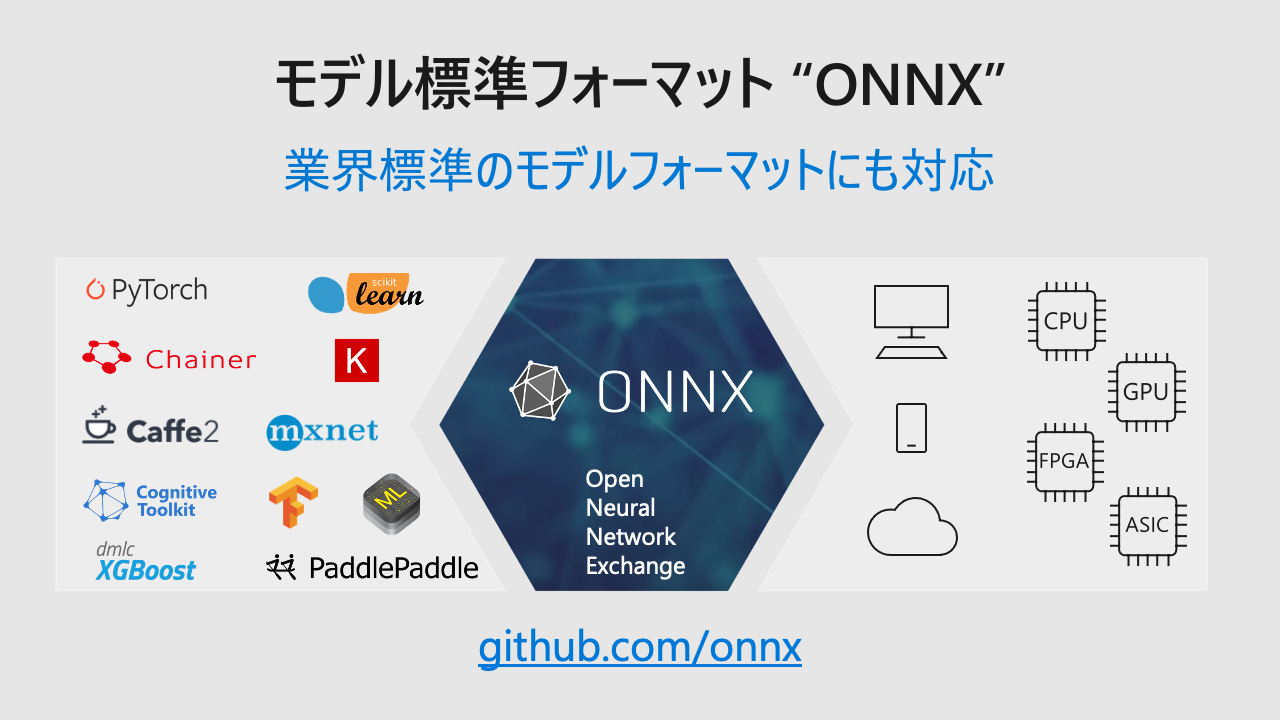 モデル標準フォーマット “ONNX”
業界標準のモデルフォーマットにも対応
PyTorch
scikit
learn
Chainer
K
Caffe2
mxnet
Cognitive
Toolkit
ML
dmlc
XGBoost
PaddlePaddle
ONNX
Open
Neural
Network
Exchange
CPU
GPU
FPGA
ASIC
github.com/onnx